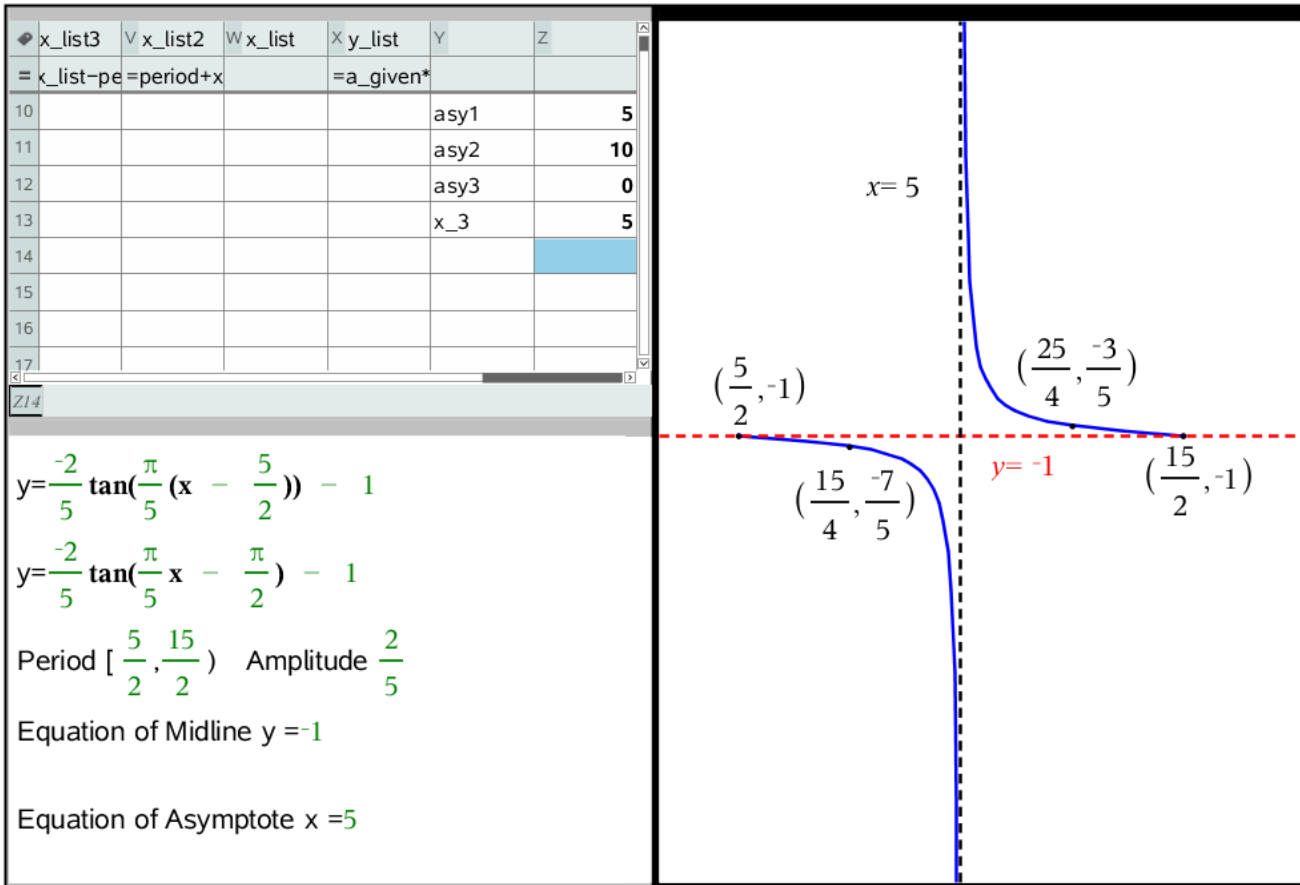 x_list3 V x_list2 W x_list X y_list Y Z
= x_list−pe =period+x =a_given*
10 asy1 5
11 asy2 10
12 asy3 0
13 x_3 5
14
15
16
17
Z14
y=⁻2/5 tan(π/5 (x − 5/2)) − 1
y=⁻2/5 tan(π/5 x − π/2) − 1
Period [ 5/2 , 15/2 ) Amplitude 2/5
Equation of Midline y =⁻1
Equation of Asymptote x =5
x= 5
(25/4, ⁻3/5)
(5/2, ⁻1)
y= ⁻1
(15/4, ⁻7/5)
(15/2, ⁻1)